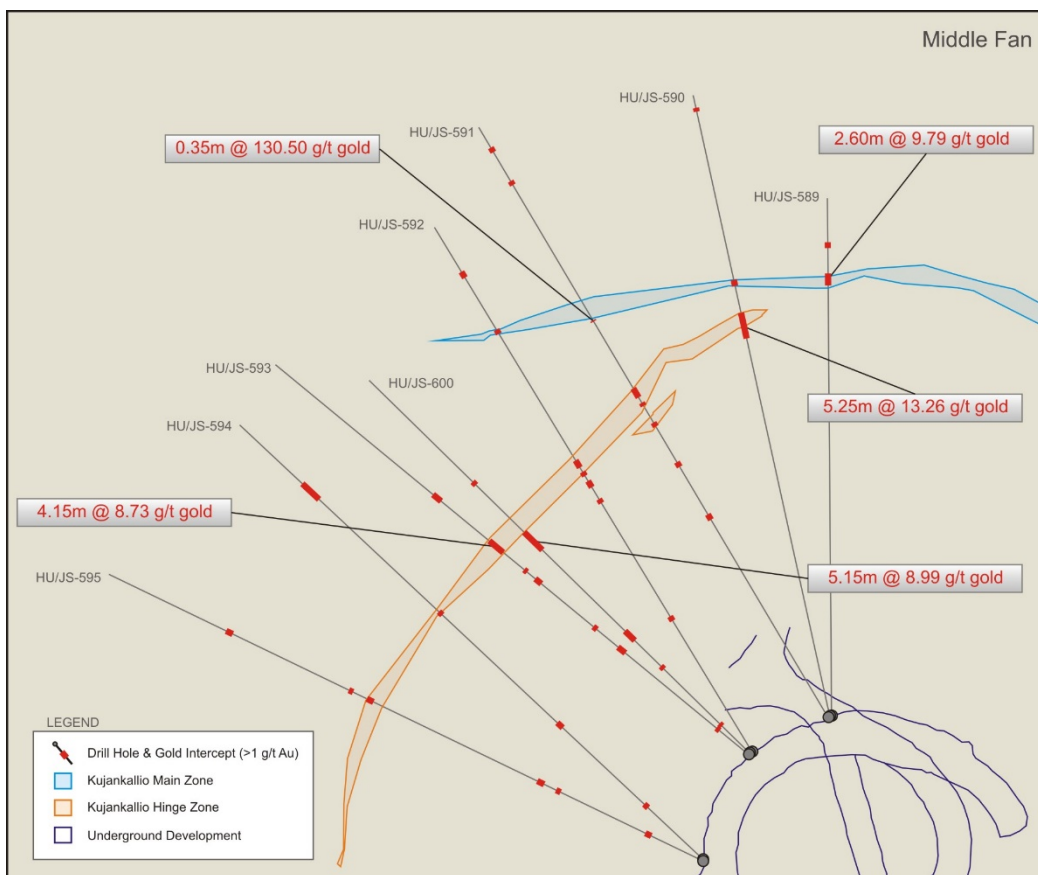 Middle Fan
HU/JS-590
HU/JS-591
0.35m @ 130.50 g/t gold
2.60m @ 9.79 g/t gold
HU/JS-589
HU/JS-592
HU/JS-593
HU/JS-600
5.25m @ 13.26 g/t gold
HU/JS-594
4.15m @ 8.73 g/t gold
HU/JS-595
5.15m @ 8.99 g/t gold
LEGEND
Drill Hole & Gold Intercept (>1 g/t Au)
Kujankallio Main Zone
Kujankallio Hinge Zone
Underground Development